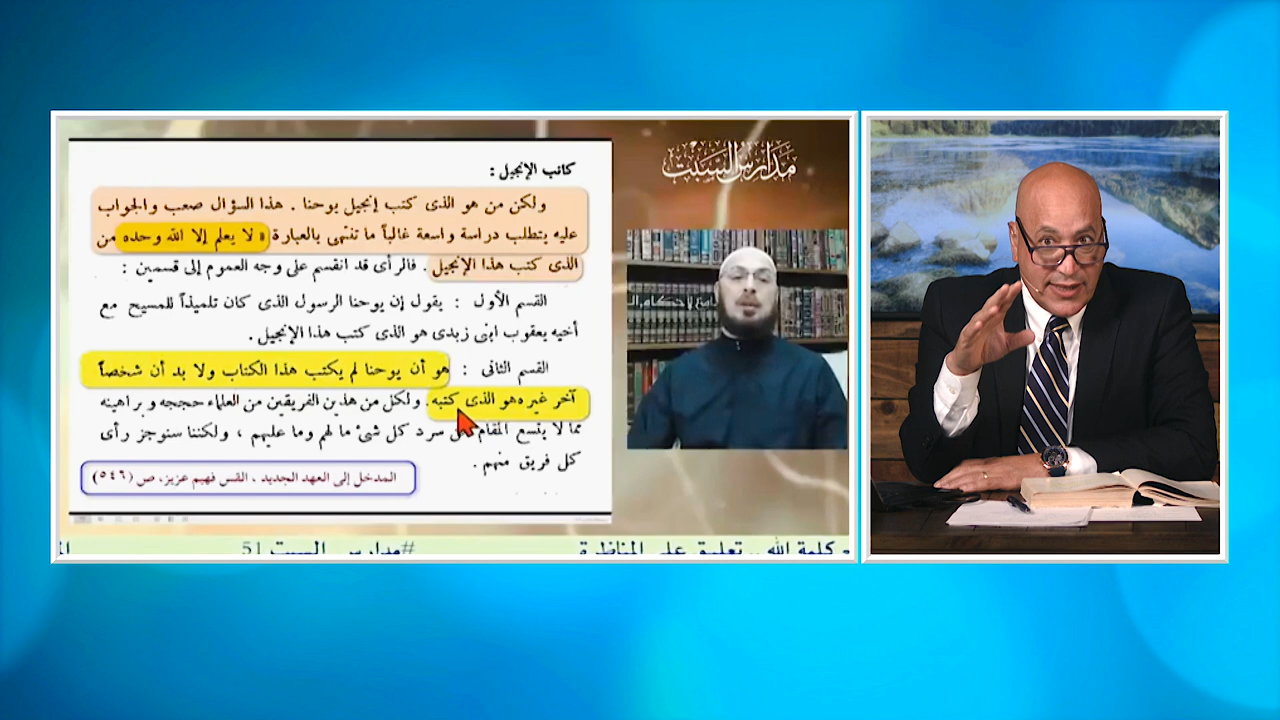 مدارس السبت
كاتب الإنجيل :
ولكن من هو الذى كتب إنجيل يوحنا . هذا السؤال صعب والجواب
عليه يتطلب دراسة واسعة غالباً ما تنتهى بالعبارة « لا يعلم إلا الله وحده من
الذى كتب هذا الإنجيل . فالرأى قد انقسم على وجه العموم إلى قسمين :
القسم الأول : يقول إن يوحنا الرسول الذى كان تلميذاً للمسيح مع
أخيه يعقوب ابنى زبدى هو الذى كتب هذا الإنجيل .
القسم الثانى : هو أن يوحنا لم يكتب هذا الكتاب ولا بد أن شخصاً
آخر غيره هو الذى كتبه . ولكل من هذين الفريقين من العلماء حججه وبراهينه
مما لا يتسع المقام سرد كل شئ ما لهم وما عليهم ، ولكننا سنوجز رأى
كل فريق منهم .
المدخل إلى العهد الجديد ، القس فهيم عزيز، ص (٥٤٦)
- كلمة الله .. تعليق على المناظرة #مدارس_السبت_51